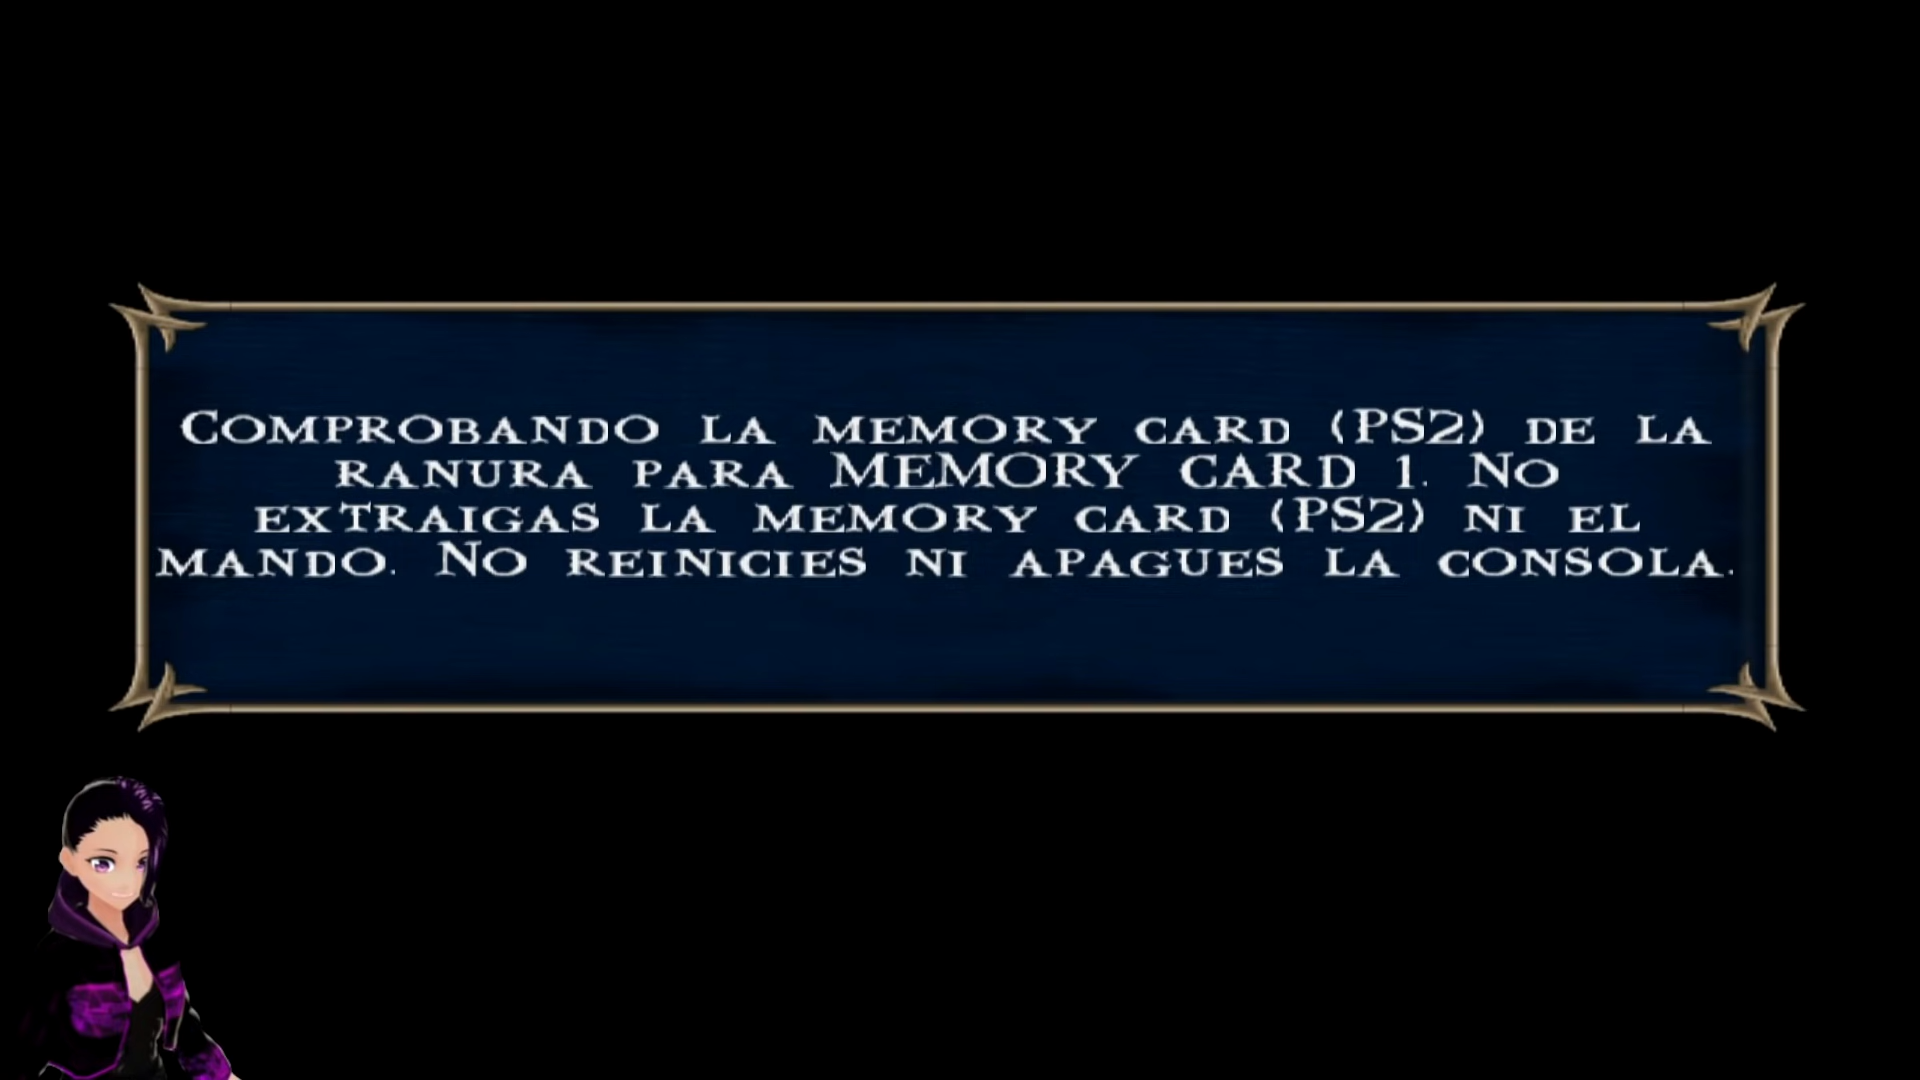 Comprobando la memory card (PS2) de la
ranura para MEMORY CARD 1. No
extraigas la memory card (PS2) ni el
mando. No reinicies ni apagues la consola.